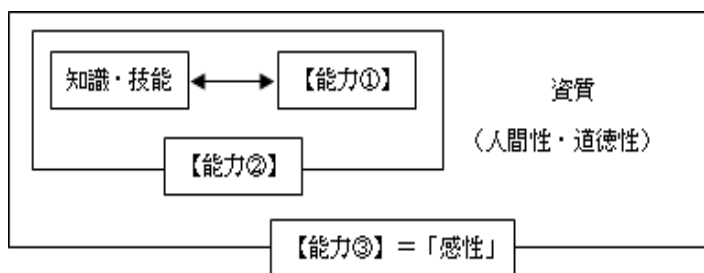 知識・技能
【能力①】
資質
（人間性・道徳性）
【能力②】
【能力③】＝「感性」